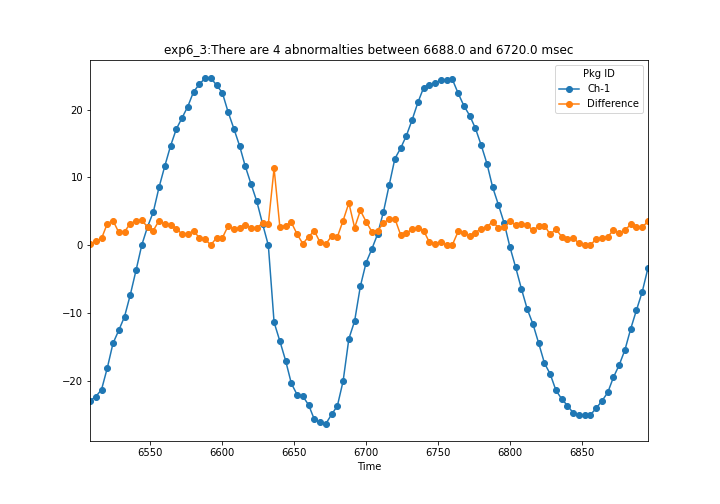 exp6_3:There are 4 abnormalties between 6688.0 and 6720.0 msec
Pkg ID
Ch-1
Difference
20
10
0
−10
−20
6550 6600 6650 6700 6750 6800 6850
Time